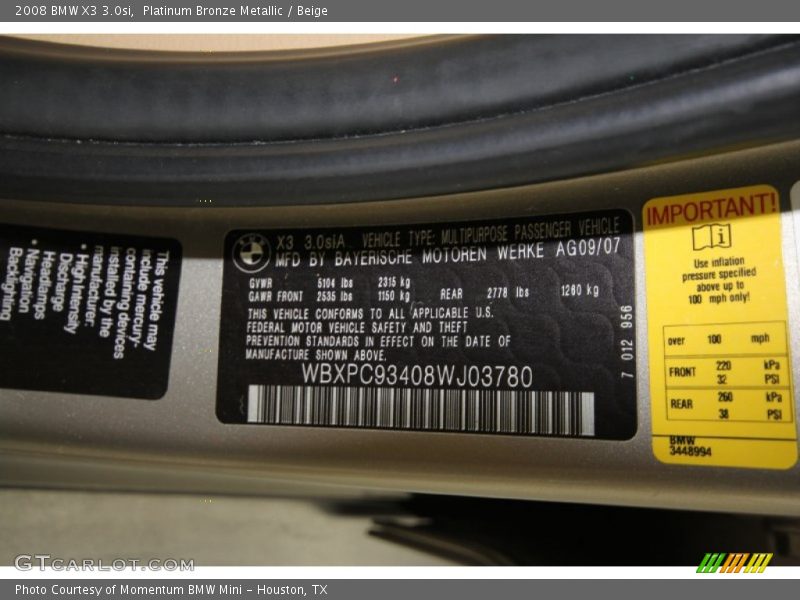 2008 BMW X3 3.0si, Platinum Bronze Metallic / Beige
This vehicle may
include mercury-
containing devices
installed by the
manufacturer:
• High Intensity
Discharge
Headlamps
• Navigation
Backlighting
X3 3.0siA VEHICLE TYPE: MULTIPURPOSE PASSENGER VEHICLE
MFD BY BAYERISCHE MOTOREN WERKE AG09/07
GVWR 5104 lbs 2315 kg
GAWR FRONT 2535 lbs 1150 kg REAR 2778 lbs 1260 kg
THIS VEHICLE CONFORMS TO ALL APPLICABLE U.S.
FEDERAL MOTOR VEHICLE SAFETY AND THEFT
PREVENTION STANDARDS IN EFFECT ON THE DATE OF
MANUFACTURE SHOWN ABOVE.
WBXPC93408WJ03780
7 012 956
IMPORTANT!
Use inflation
pressure specified
above up to
100 mph only!
over 100 mph
FRONT 220 kPa
32 PSI
REAR 260 kPa
38 PSI
BMW
3448994
GTCARLOT.COM
Photo Courtesy of Momentum BMW Mini - Houston, TX